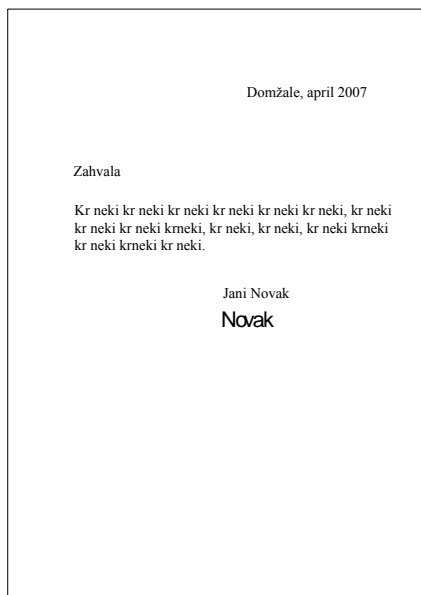 Domžale, april 2007
Zahvala
Kr neki kr neki kr neki kr neki kr neki kr neki, kr neki
kr neki kr neki krneki, kr neki, kr neki, kr neki krneki
kr neki krneki kr neki.
Jani Novak
Novak